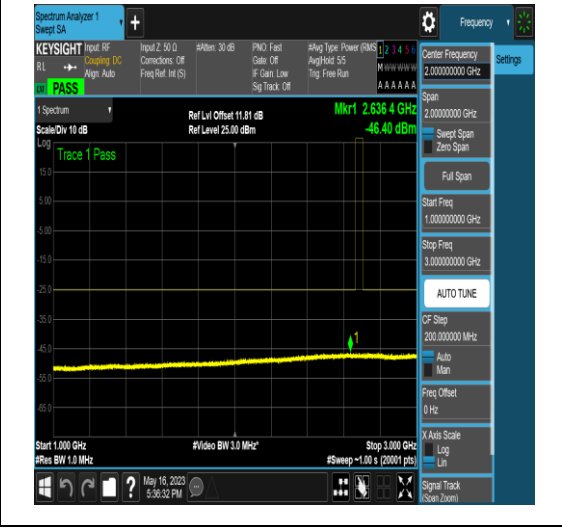 Spectrum Analyzer 1
Swept SA
+
Frequency
KEYSIGHT
RL
PASS
Input: RF
Coupling: DC
Align: Auto
Input Z: 50 Ω
Corrections: Off
Freq Ref: Int (S)
#Atten: 30 dB
PNO: Fast
Gate: Off
IF Gain: Low
Sig Track: Off
#Avg Type: Power (RMS
Avg|Hold: 5/5
Trig: Free Run
1 2 3 4 5 6
M W W W W W
A A A A A A
1 Spectrum
Scale/Div 10 dB
Ref Lvl Offset 11.81 dB
Ref Level 25.00 dBm
Mkr1 2.636 4 GHz
-46.40 dBm
Log
Trace 1 Pass
15.0
5.00
-5.00
-15.0
-25.0
-35.0
-45.0
-55.0
-65.0
1
Start 1.000 GHz
#Res BW 1.0 MHz
#Video BW 3.0 MHz*
Stop 3.000 GHz
#Sweep ~1.00 s (20001 pts)
?
May 16, 2023
5:36:32 PM
Center Frequency
2.000000000 GHz
Settings
Span
2.00000000 GHz
Swept Span
Zero Span
Full Span
Start Freq
1.000000000 GHz
Stop Freq
3.000000000 GHz
AUTO TUNE
CF Step
200.000000 MHz
Auto
Man
Freq Offset
0 Hz
X Axis Scale
Log
Lin
Signal Track
(Span Zoom)